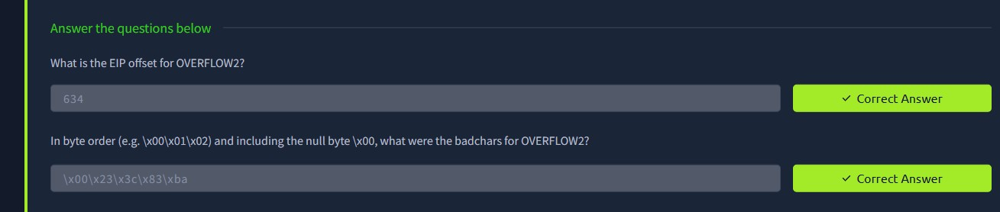 Answer the questions below
What is the EIP offset for OVERFLOW2?
634
✓ Correct Answer
In byte order (e.g. \x00\x01\x02) and including the null byte \x00, what were the badchars for OVERFLOW2?
\x00\x23\x3c\x83\xba
✓ Correct Answer